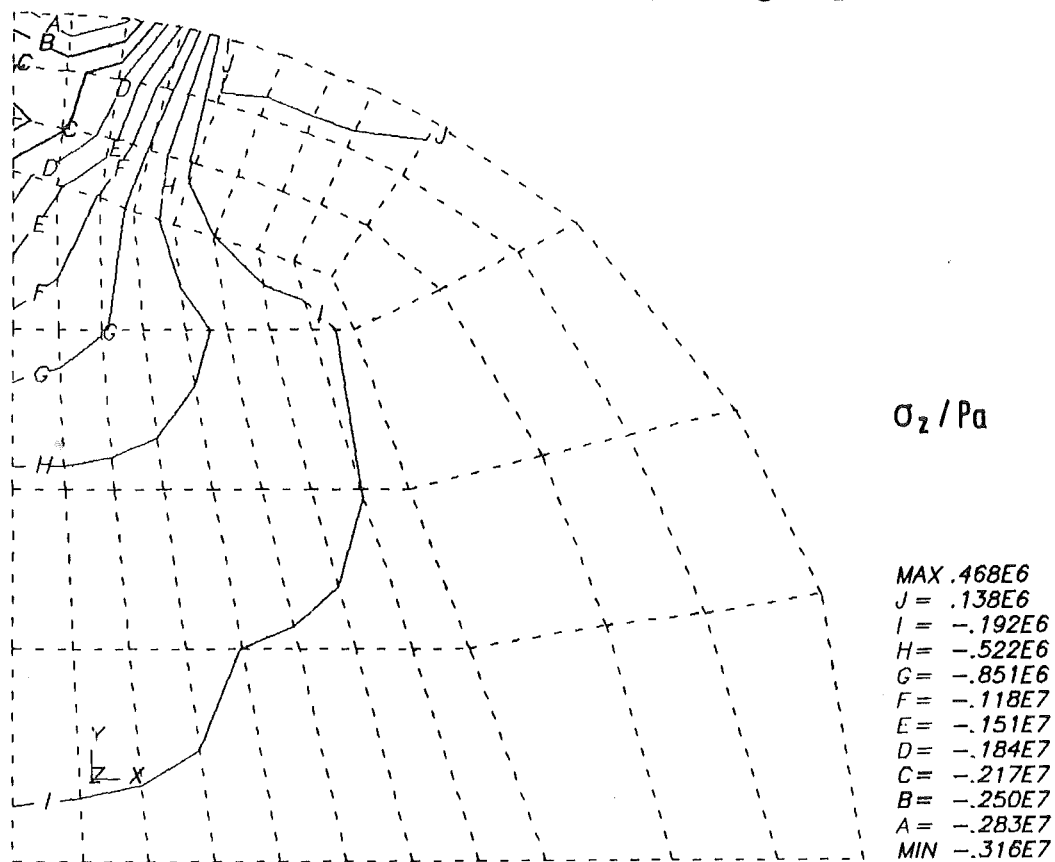 A
B
C
D
C
D
E
F
H
E
F
G
G
H
I
I
J
J
Y
Z X
σz / Pa
MAX .468E6
J = .138E6
I = -.192E6
H= -.522E6
G= -.851E6
F = -.118E7
E = -.151E7
D= -.184E7
C= -.217E7
B= -.250E7
A = -.283E7
MIN -.316E7